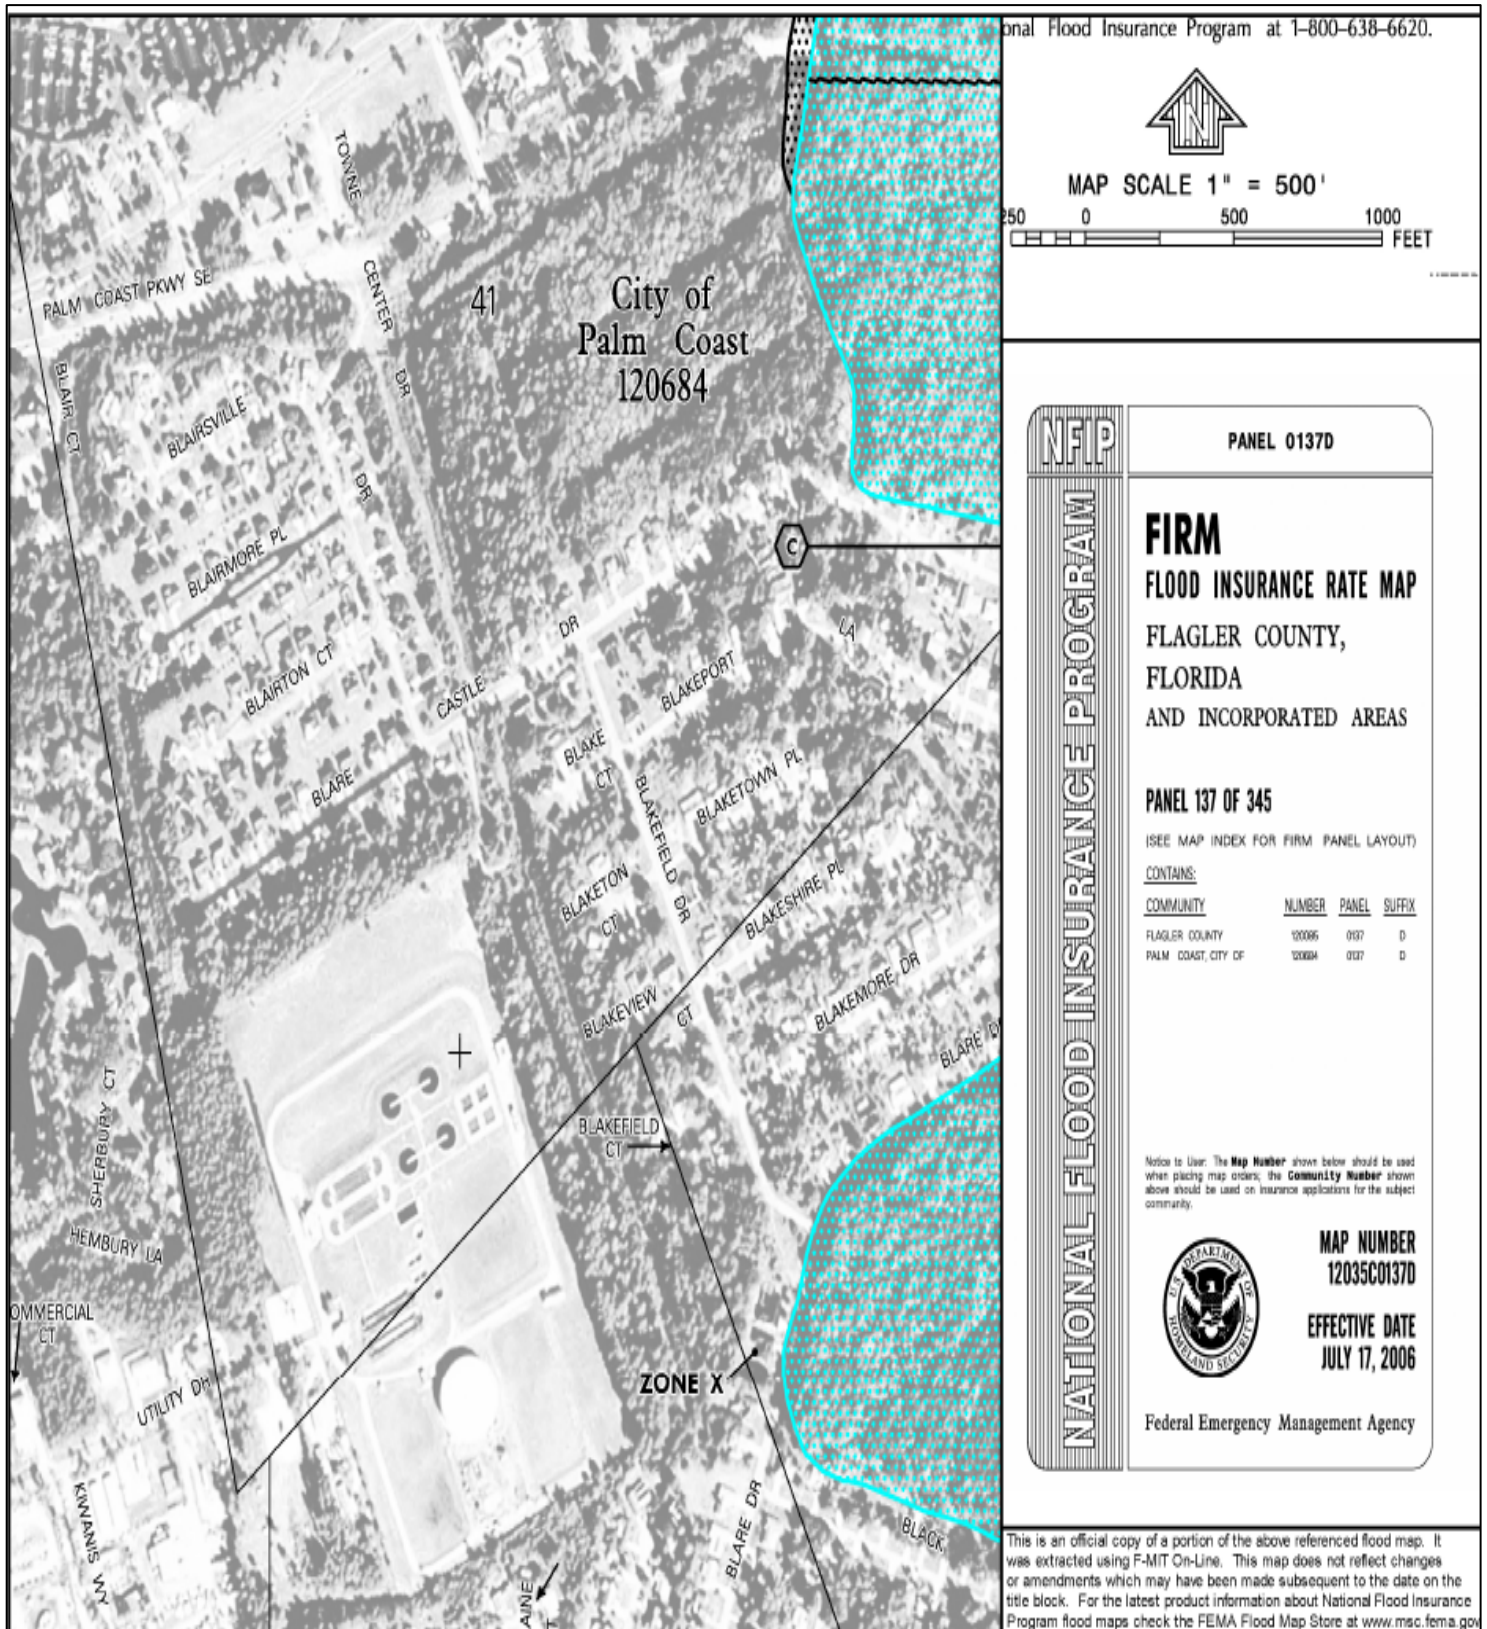 onal Flood Insurance Program at 1-800-638-6620.
N
MAP SCALE 1" = 500'
250 0 500 1000
FEET
TOWNE
CENTER
DR
PALM COAST PKWY SE
41
City of
Palm Coast
120684
BLAIR CT
BLAIRSVILLE
DR
BLAIRMORE PL
C
DR
LA
BLAIRTON CT
CASTLE
BLAKEPORT
BLAKE
CT
BLARE
BLAKEFIELD DR
BLAKETOWN PL
BLAKETON
CT
BLAKESHIRE PL
BLAKEMORE DR
BLAKEVIEW
CT
BLARE D
SHERBURY CT
BLAKEFIELD
CT
HEMBURY LA
OMMERCIAL
CT
UTILITY DR
ZONE X
KIWANIS WY
BLARE DR
BLACK
AINE
T
NFIP
PANEL 0137D
NATIONAL FLOOD INSURANCE PROGRAM
FIRM
FLOOD INSURANCE RATE MAP
FLAGLER COUNTY,
FLORIDA
AND INCORPORATED AREAS
PANEL 137 OF 345
(SEE MAP INDEX FOR FIRM PANEL LAYOUT)
CONTAINS:
COMMUNITY NUMBER PANEL SUFFIX
FLAGLER COUNTY 120085 0137 D
PALM COAST, CITY OF 120684 0137 D
Notice to User: The Map Number shown below should be used
when placing map orders; the Community Number shown
above should be used on insurance applications for the subject
community.
U.S. DEPARTMENT OF HOMELAND SECURITY
MAP NUMBER
12035C0137D
EFFECTIVE DATE
JULY 17, 2006
Federal Emergency Management Agency
This is an official copy of a portion of the above referenced flood map. It
was extracted using F-MIT On-Line. This map does not reflect changes
or amendments which may have been made subsequent to the date on the
title block. For the latest product information about National Flood Insurance
Program flood maps check the FEMA Flood Map Store at www.msc.fema.gov